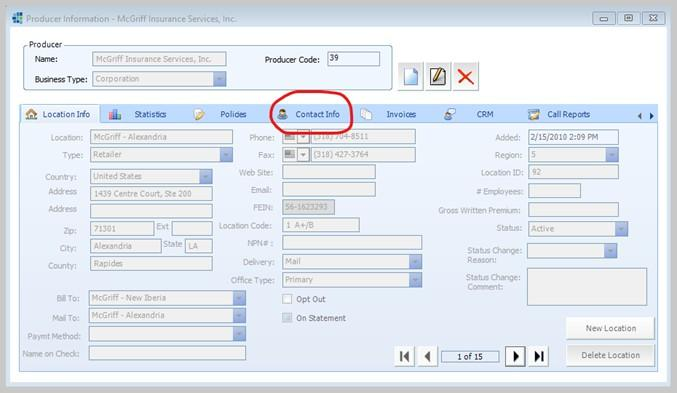 Producer Information - McGriff Insurance Services, Inc.
Producer
Name: McGriff Insurance Services, Inc. Producer Code: 39
Business Type: Corporation
Location Info Statistics Policies Contact Info Invoices CRM Call Reports
Location: McGriff - Alexandria Phone: (318) 704-8511 Added: 2/15/2010 2:09 PM
Type: Retailer Fax: (318) 427-3764 Region: 5
Country: United States Web Site: Location ID: 92
Address 1439 Centre Court, Ste 200 Email: # Employees:
Address FEIN: 56-1623293 Gross Written Premium:
Zip: 71301 Ext Location Code: 1 A+/B Status: Active
City: Alexandria State LA NPN# : Status Change Reason:
County: Rapides Delivery: Mail Status Change Comment:
Office Type: Primary
Bill To: McGriff - New Iberia Opt Out
Mail To: McGriff - Alexandria On Statement
Paymt Method: New Location
Name on Check: 1 of 15 Delete Location